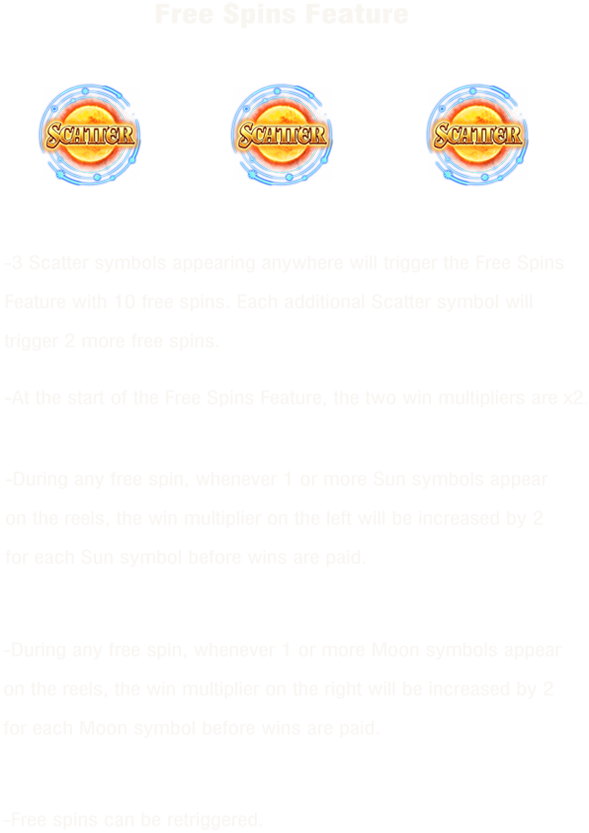 Free Spins Feature
SCATTER SCATTER SCATTER
-3 Scatter symbols appearing anywhere will trigger the Free Spins
Feature with 10 free spins. Each additional Scatter symbol will
trigger 2 more free spins.
-At the start of the Free Spins Feature, the two win multipliers are x2
-During any free spin, whenever 1 or more Sun symbols appear
on the reels, the win multiplier on the left will be increased by 2
for each Sun symbol before wins are paid.
-During any free spin, whenever 1 or more Moon symbols appear
on the reels, the win multiplier on the right will be increased by 2
for each Moon symbol before wins are paid.
-Free spins can be retriggered.